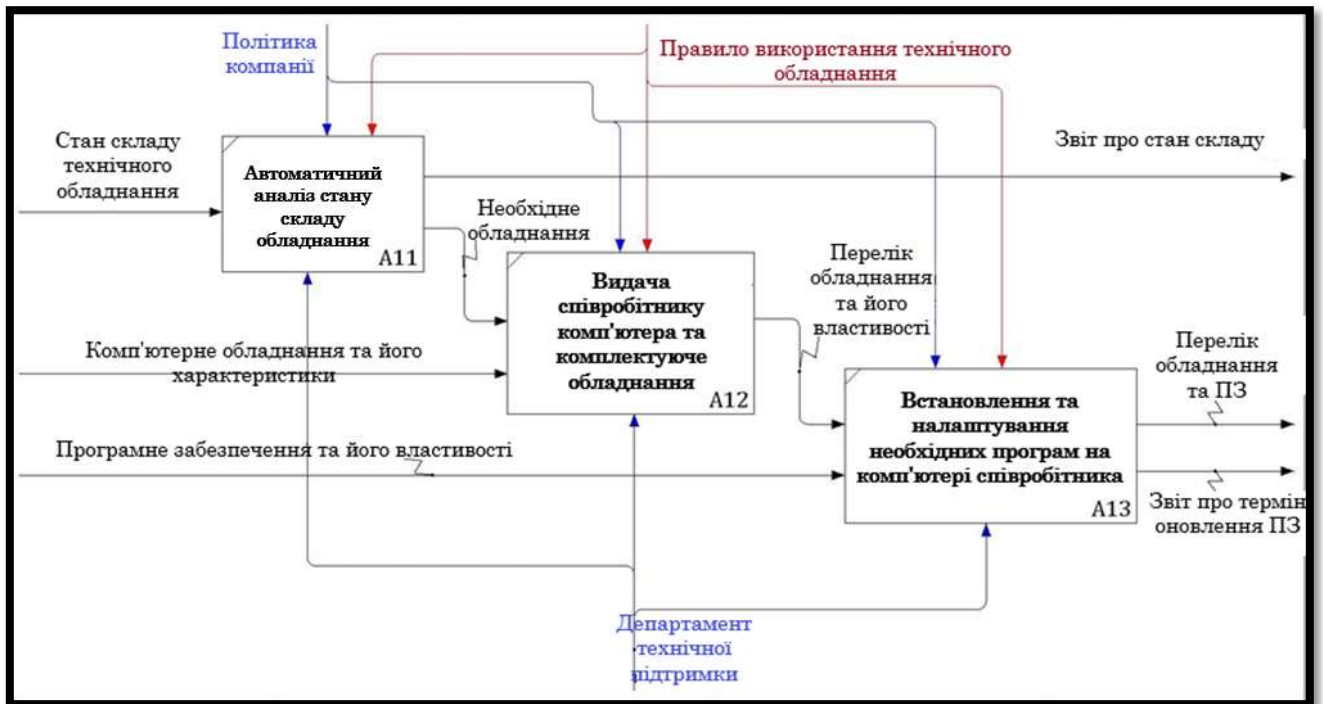 Політика
компанії
Правило використання технічного
обладнання
Стан складу
технічного
обладнання
Автоматичний
аналіз стану
складу
обладнання
A11
Звіт про стан складу
Необхідне
обладнання
Видача
співробітнику
комп'ютера та
комплектуюче
обладнання
A12
Перелік
обладнання
та його
властивості
Комп'ютерне обладнання та його
характеристики
Перелік
обладнання
та ПЗ
Встановлення та
налаштування
необхідних програм на
комп'ютері співробітника
A13
Програмне забезпечення та його властивості
Звіт про термін
оновлення ПЗ
Департамент
технічної
підтримки